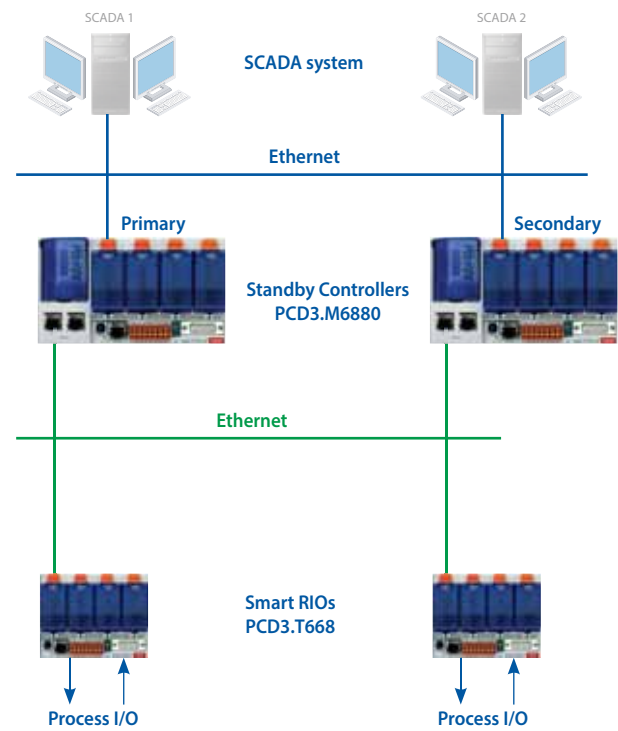 SCADA 1
SCADA 2
SCADA system
Ethernet
Primary
Secondary
Standby Controllers
PCD3.M6880
Ethernet
Smart RIOs
PCD3.T668
Process I/O
Process I/O